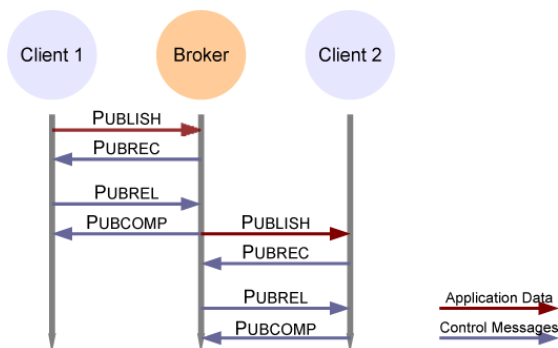 Client 1
Broker
Client 2
PUBLISH
PUBREC
PUBREL
PUBCOMP
PUBLISH
PUBREC
PUBREL
PUBCOMP
Application Data
Control Messages